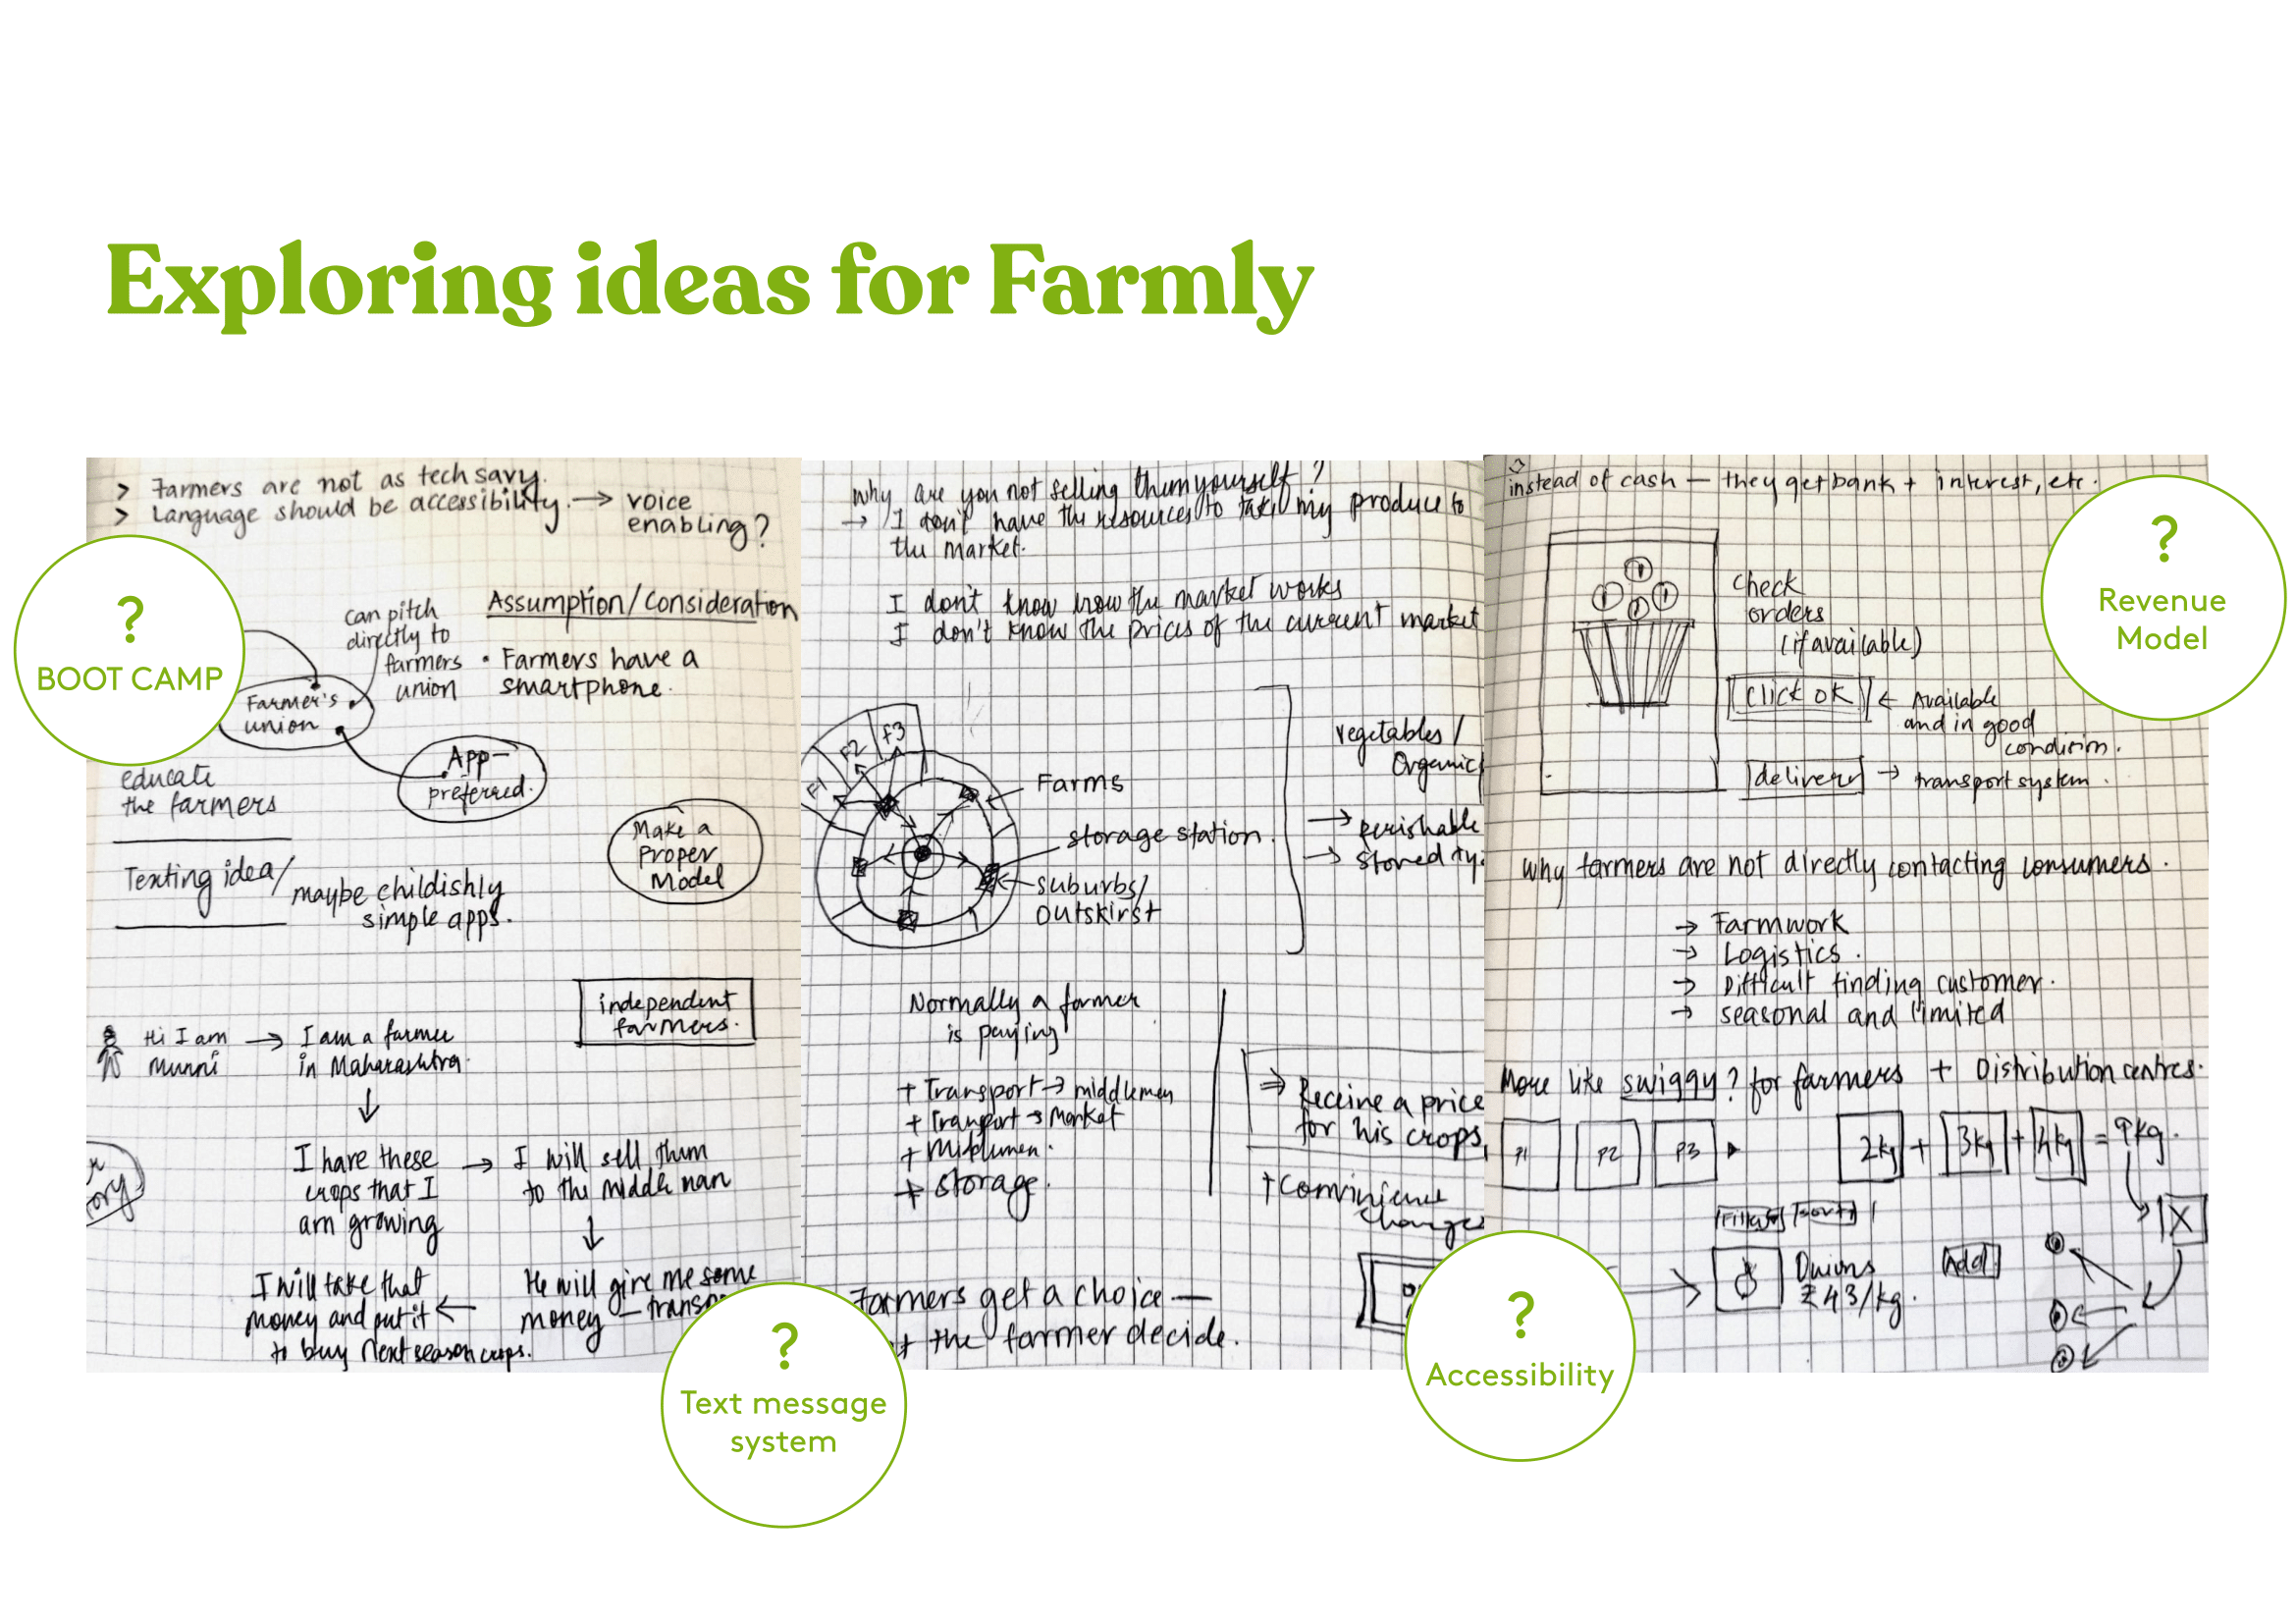 Exploring ideas for Farmly
> Farmers are not as tech savy.
> Language should be accessibility. → voice
enabling?
?
BOOT CAMP
can pitch
directly to
farmers
union
Assumption/Consideration
• Farmers have a
smartphone.
Farmer's
union
App-
preferred.
educate
the farmers
Make a
Proper
Model
Texting idea/
maybe childishly
simple apps.
independent
farmers.
Hi I am
Munni
→ I am a farmer
in Maharashtra.
I have these
crops that I
am growing
→ I will sell them
to the middle man
He will give me some
money —
I will take that
money and put it
to buy next season crops.
?
Text message
system
why are you not selling them yourself?
→ I don't have the resources to take my produce to
the market.
I don't know how the market works
I don't know the prices of the current market
F1
F2
F3
Farms
storage station.
suburbs/
outskirst
vegetables/
Organic
→ perishable
→ Stored
Normally a farmer
is paying
+ Transport → middlemen
+ Transport → Market
+ Middlemen.
+ storage.
⇒ Receive a price
for his crops
+ Convinience
Farmers get a choice —
the farmer decide.
?
Accessibility
instead of cash — they get bank + interest, etc.
?
Revenue
Model
check
orders
(if available)
click ok ← Available
and in good
condition.
deliver → transport system.
Why farmers are not directly contacting consumers.
→ Farmwork
→ Logistics.
→ Difficult finding customer.
→ seasonal and limited
More like swiggy? for farmers + Distribution centres.
P1 P2 P3
2kg + 3kg + 4kg = 9kg.
X
Onions
₹43/kg.
Add